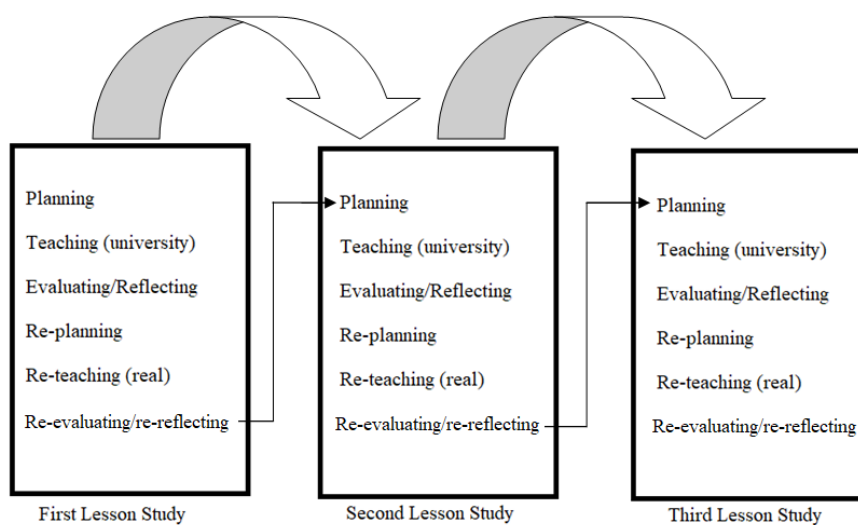 Planning
Teaching (university)
Evaluating/Reflecting
Re-planning
Re-teaching (real)
Re-evaluating/re-reflecting
First Lesson Study
Planning
Teaching (university)
Evaluating/Reflecting
Re-planning
Re-teaching (real)
Re-evaluating/re-reflecting
Second Lesson Study
Planning
Teaching (university)
Evaluating/Reflecting
Re-planning
Re-teaching (real)
Re-evaluating/re-reflecting
Third Lesson Study